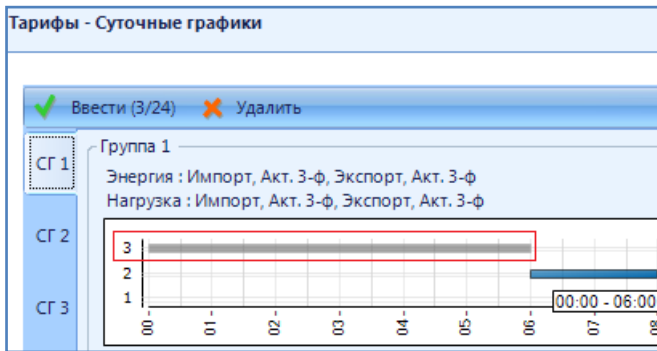 Тарифы - Суточные графики
Ввести (3/24) Удалить
СГ 1
Группа 1
Энергия : Импорт, Акт. 3-ф, Экспорт, Акт. 3-ф
Нагрузка : Импорт, Акт. 3-ф, Экспорт, Акт. 3-ф
СГ 2
3
2
СГ 3
1
00:00 - 06:00
00 01 02 03 04 05 06 07 08